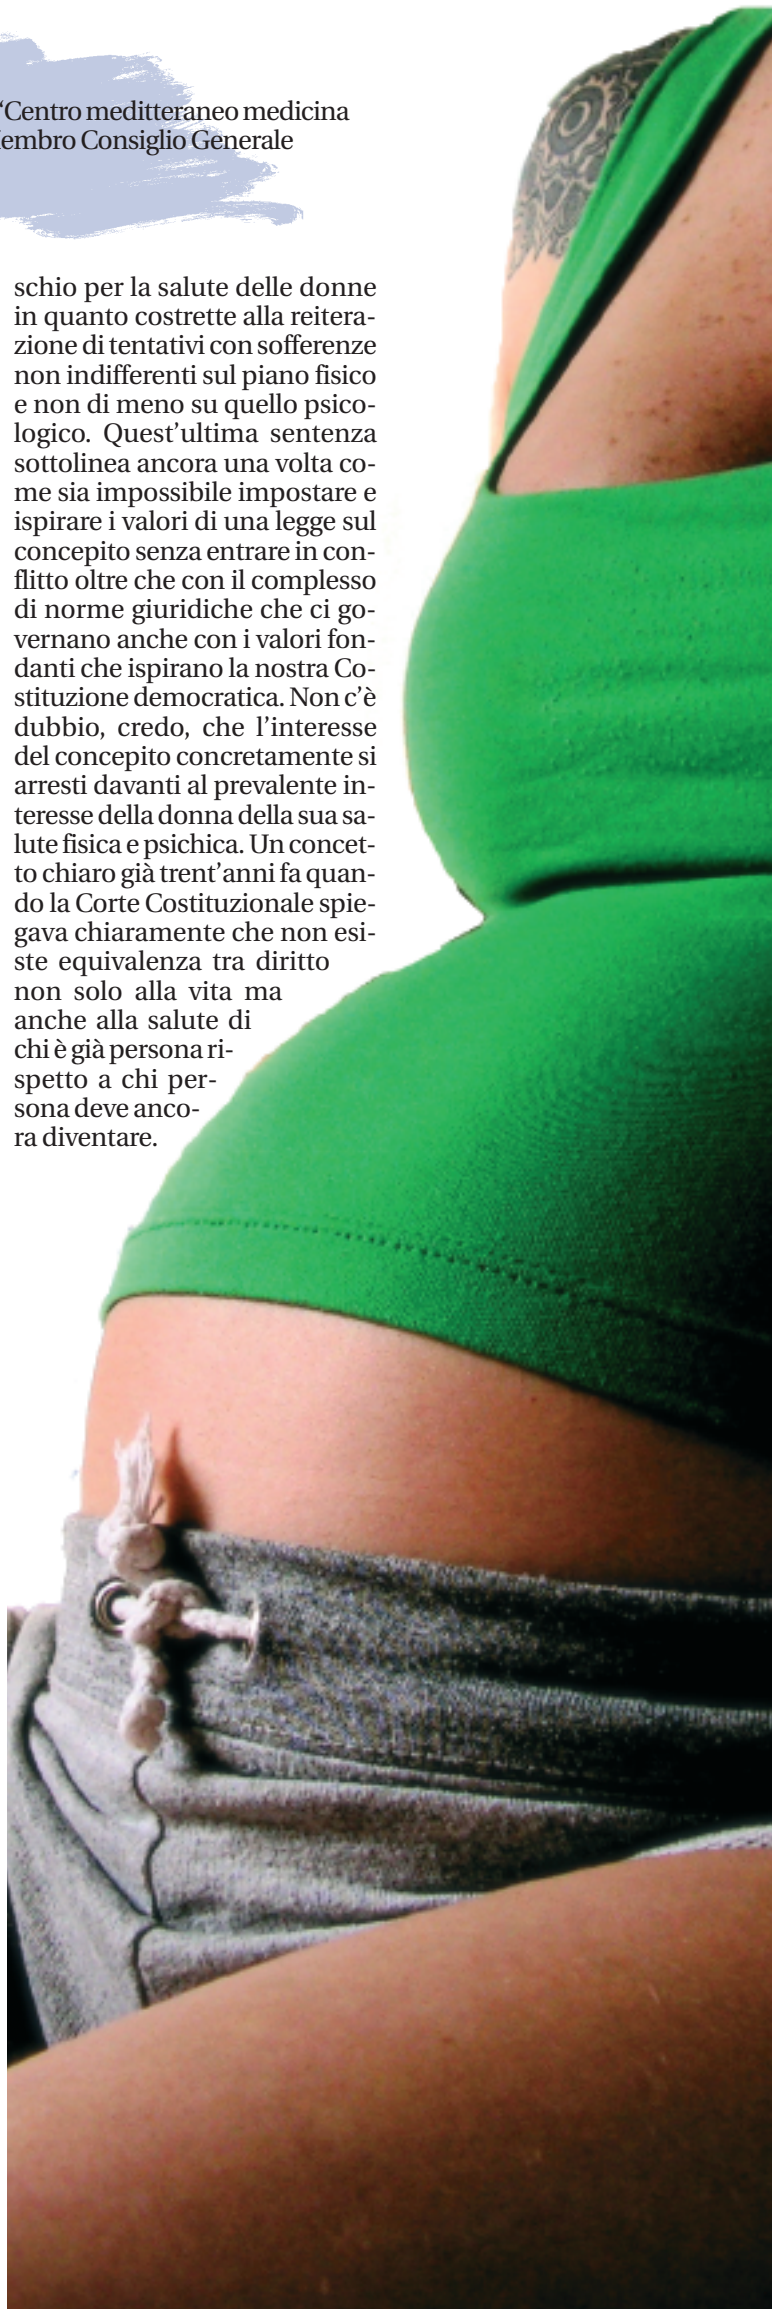 “Centro meditteraneo medicina
Consiglio Generale
schio per la salute delle donne
in quanto costrette alla reitera-
zione di tentativi con sofferenze
non indifferenti sul piano fisico
e non di meno su quello psico-
logico. Quest’ultima sentenza
sottolinea ancora una volta co-
me sia impossibile impostare e
ispirare i valori di una legge sul
concepito senza entrare in con-
flitto oltre che con il complesso
di norme giuridiche che ci go-
vernano anche con i valori fon-
danti che ispirano la nostra Co-
stituzione democratica. Non c’è
dubbio, credo, che l’interesse
del concepito concretamente si
arresti davanti al prevalente in-
teresse della donna della sua sa-
lute fisica e psichica. Un concet-
to chiaro già trent’anni fa quan-
do la Corte Costituzionale spie-
gava chiaramente che non esi-
ste equivalenza tra diritto
non solo alla vita ma
anche alla salute di
chi è già persona ri-
spetto a chi per-
sona deve anco-
ra diventare.